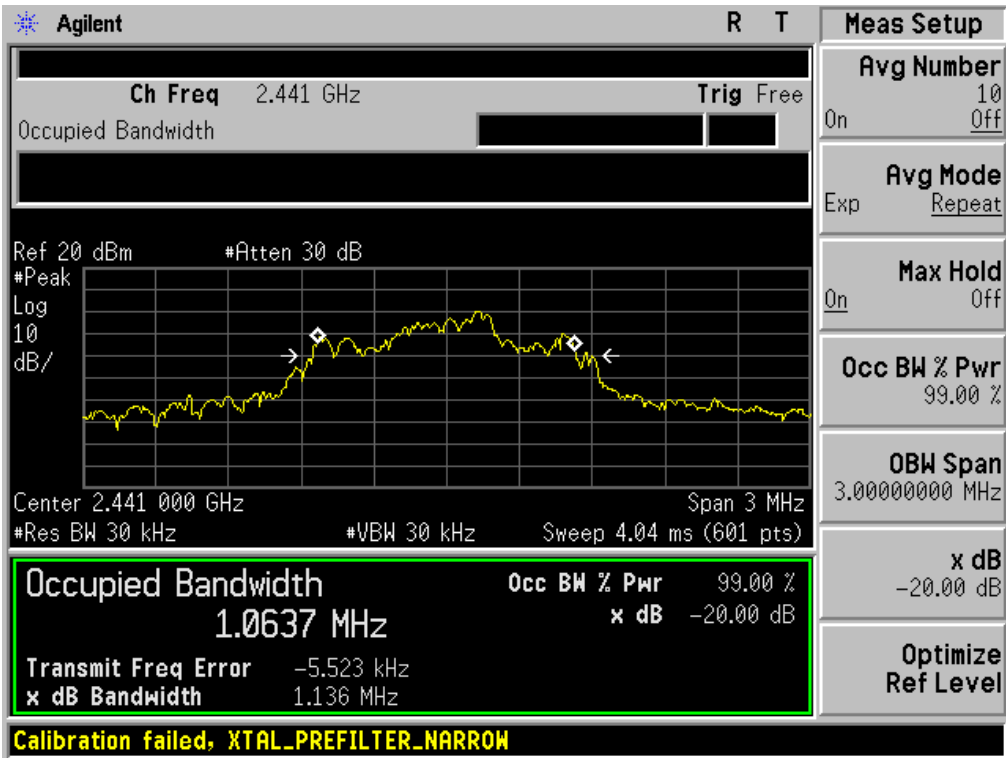 Agilent R T
Ch Freq 2.441 GHz Trig Free
Occupied Bandwidth
Ref 20 dBm #Atten 30 dB
#Peak
Log
10
dB/
Center 2.441 000 GHz Span 3 MHz
#Res BW 30 kHz #VBW 30 kHz Sweep 4.04 ms (601 pts)
Occupied Bandwidth Occ BW % Pwr 99.00 %
1.0637 MHz x dB -20.00 dB
Transmit Freq Error -5.523 kHz
x dB Bandwidth 1.136 MHz
Calibration failed, XTAL_PREFILTER_NARROW
Meas Setup
Avg Number
10
On Off
Avg Mode
Exp Repeat
Max Hold
On Off
Occ BW % Pwr
99.00 %
OBW Span
3.00000000 MHz
x dB
-20.00 dB
Optimize
Ref Level